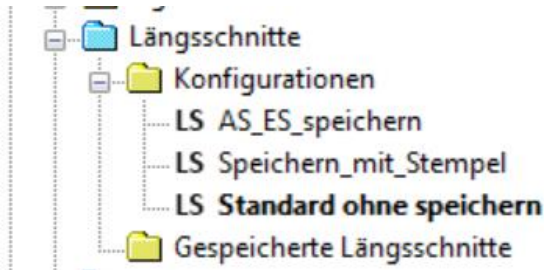 Längsschnitte
Konfigurationen
LS AS_ES_speichern
LS Speichern_mit_Stempel
LS Standard ohne speichern
Gespeicherte Längsschnitte